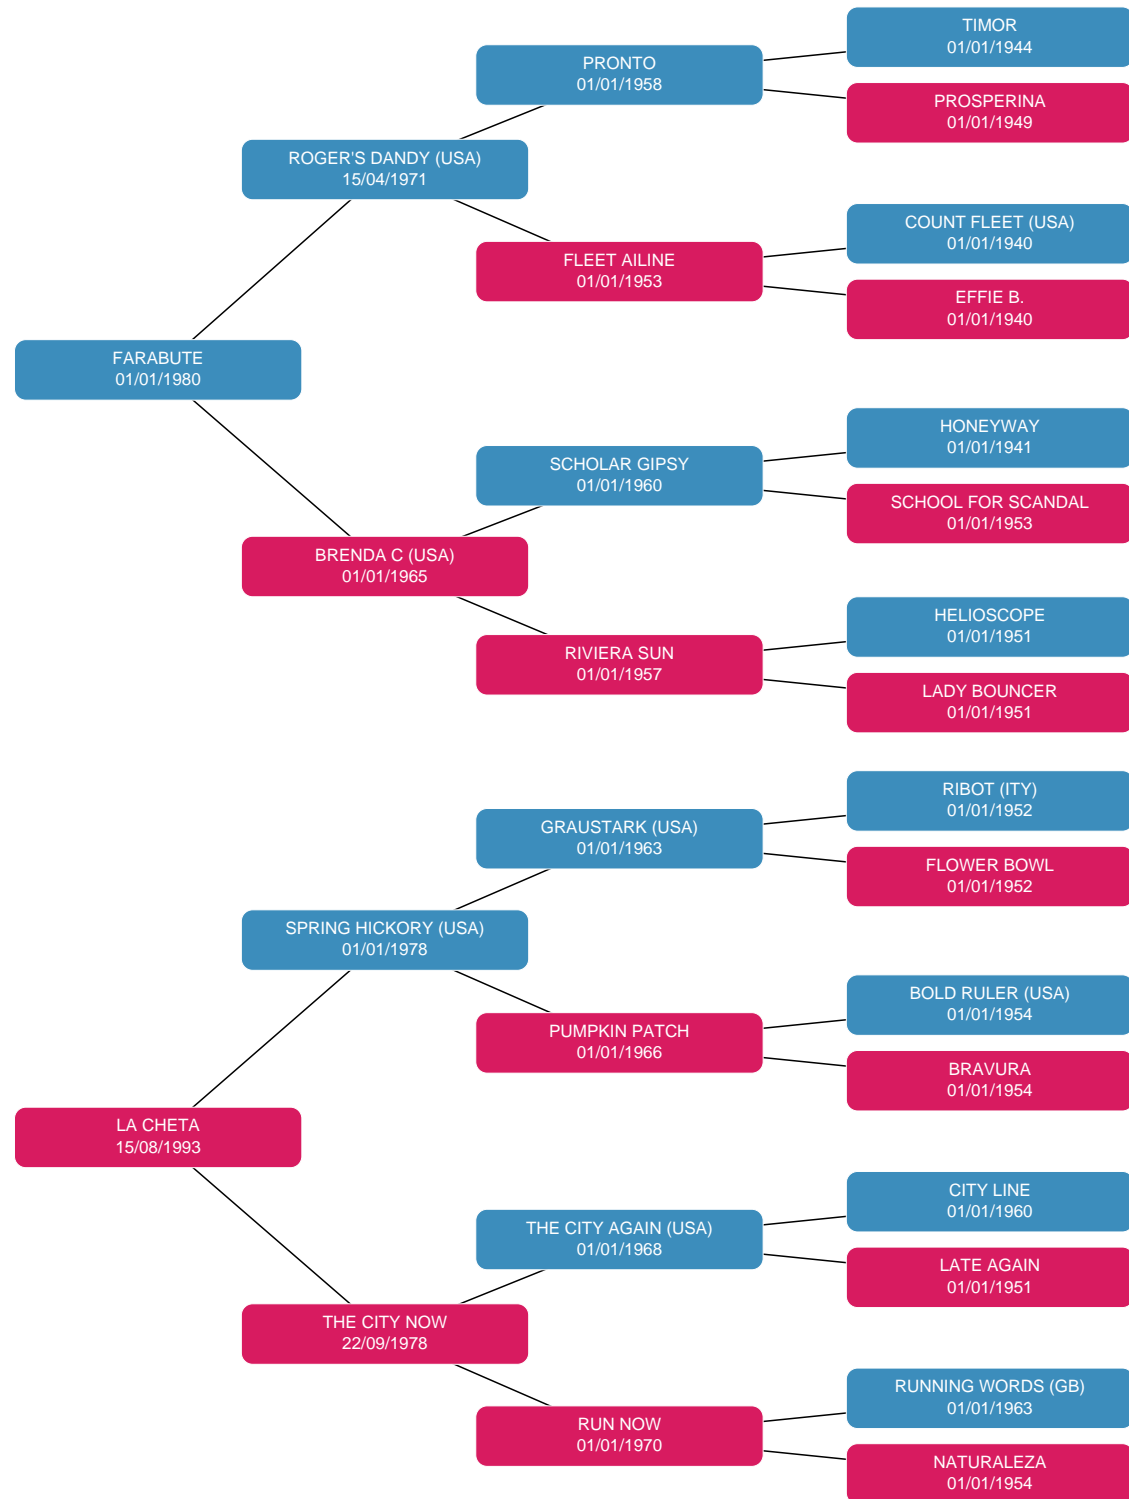 TIMOR
01/01/1944
PRONTO
01/01/1958
PROSPERINA
01/01/1949
ROGER'S DANDY (USA)
15/04/1971
COUNT FLEET (USA)
01/01/1940
FLEET AILINE
01/01/1953
EFFIE B.
01/01/1940
FARABUTE
01/01/1980
HONEYWAY
01/01/1941
SCHOLAR GIPSY
01/01/1960
SCHOOL FOR SCANDAL
01/01/1953
BRENDA C (USA)
01/01/1965
HELIOSCOPE
01/01/1951
RIVIERA SUN
01/01/1957
LADY BOUNCER
01/01/1951
RIBOT (ITY)
01/01/1952
GRAUSTARK (USA)
01/01/1963
FLOWER BOWL
01/01/1952
SPRING HICKORY (USA)
01/01/1978
BOLD RULER (USA)
01/01/1954
PUMPKIN PATCH
01/01/1966
BRAVURA
01/01/1954
LA CHETA
15/08/1993
CITY LINE
01/01/1960
THE CITY AGAIN (USA)
01/01/1968
LATE AGAIN
01/01/1951
THE CITY NOW
22/09/1978
RUNNING WORDS (GB)
01/01/1963
RUN NOW
01/01/1970
NATURALEZA
01/01/1954